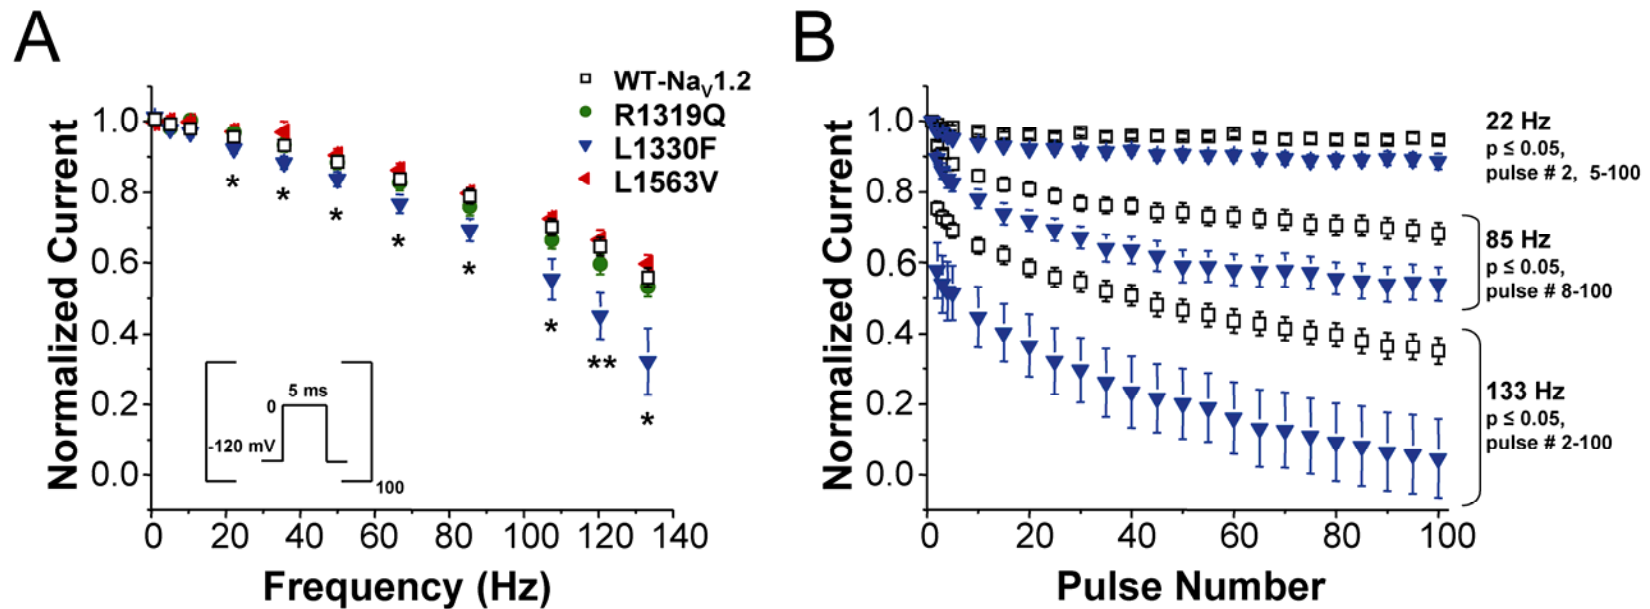 A
B
WT-NaV1.2
R1319Q
L1330F
L1563V
Normalized Current
1.0
0.8
0.6
0.4
0.2
0.0
*
*
*
*
*
*
**
*
5 ms
0
-120 mV
100
0 20 40 60 80 100 120 140
Frequency (Hz)
Normalized Current
1.0
0.8
0.6
0.4
0.2
0.0
0 20 40 60 80 100
Pulse Number
22 Hz
p ≤ 0.05,
pulse # 2, 5-100
85 Hz
p ≤ 0.05,
pulse # 8-100
133 Hz
p ≤ 0.05,
pulse # 2-100